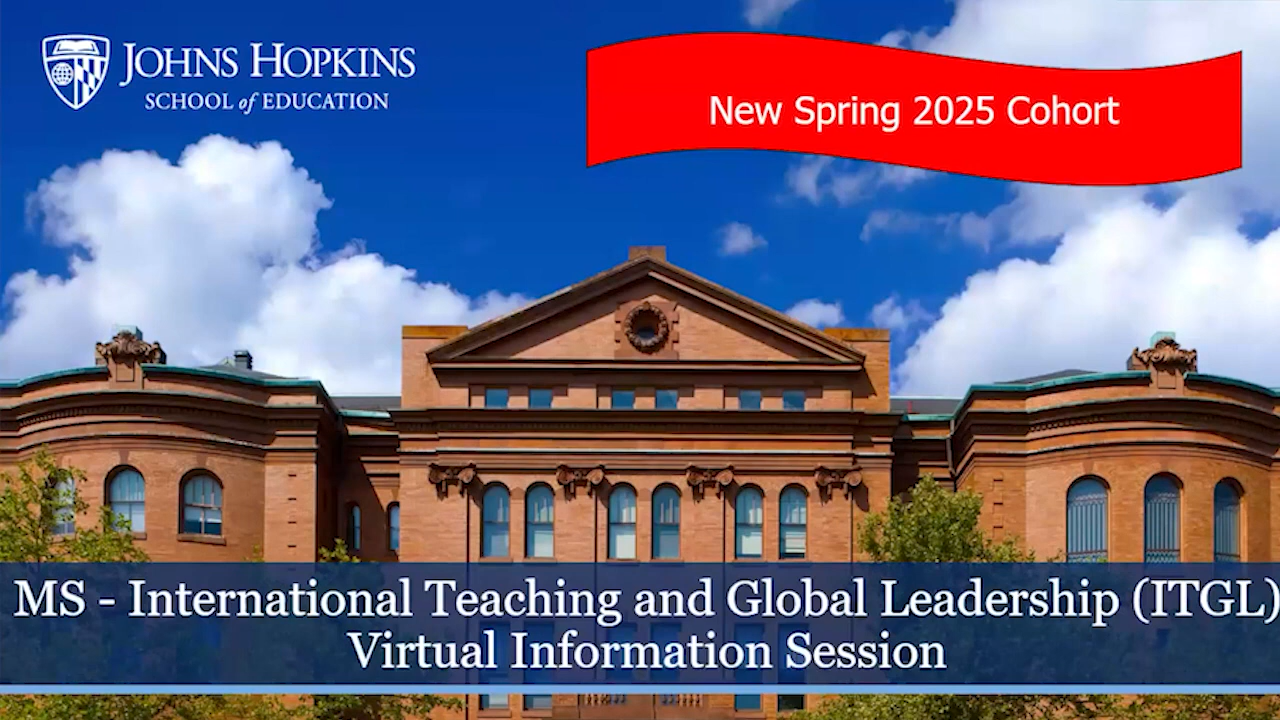 JOHNS HOPKINS
SCHOOL of EDUCATION
New Spring 2025 Cohort
MS - International Teaching and Global Leadership (ITGL)
Virtual Information Session